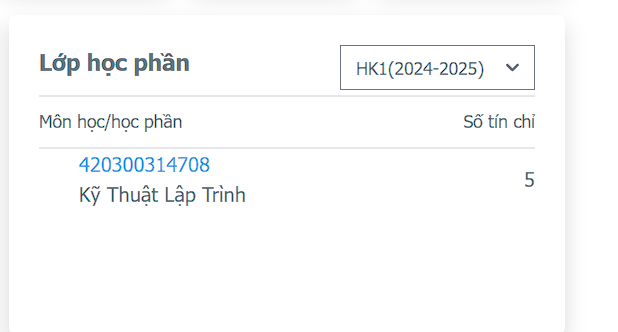 Lớp học phần
HK1(2024-2025)
Môn học/học phần
Số tín chỉ
420300314708
Kỹ Thuật Lập Trình
5